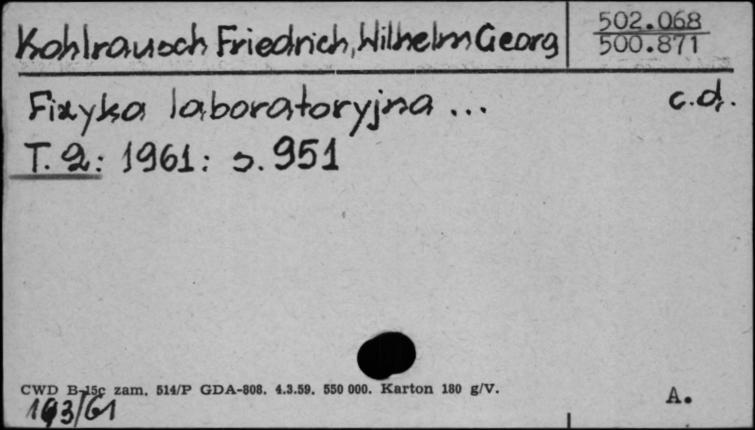 Kohlrausch Friedrich, Wilhelm Georg
502.068
500.871
Fizyka laboratoryjna ... c.d.
T. 2: 1961: s. 951
CWD B-15c zam. 514/P GDA-808. 4.3.59. 550 000. Karton 180 g/V.
193/61
A.